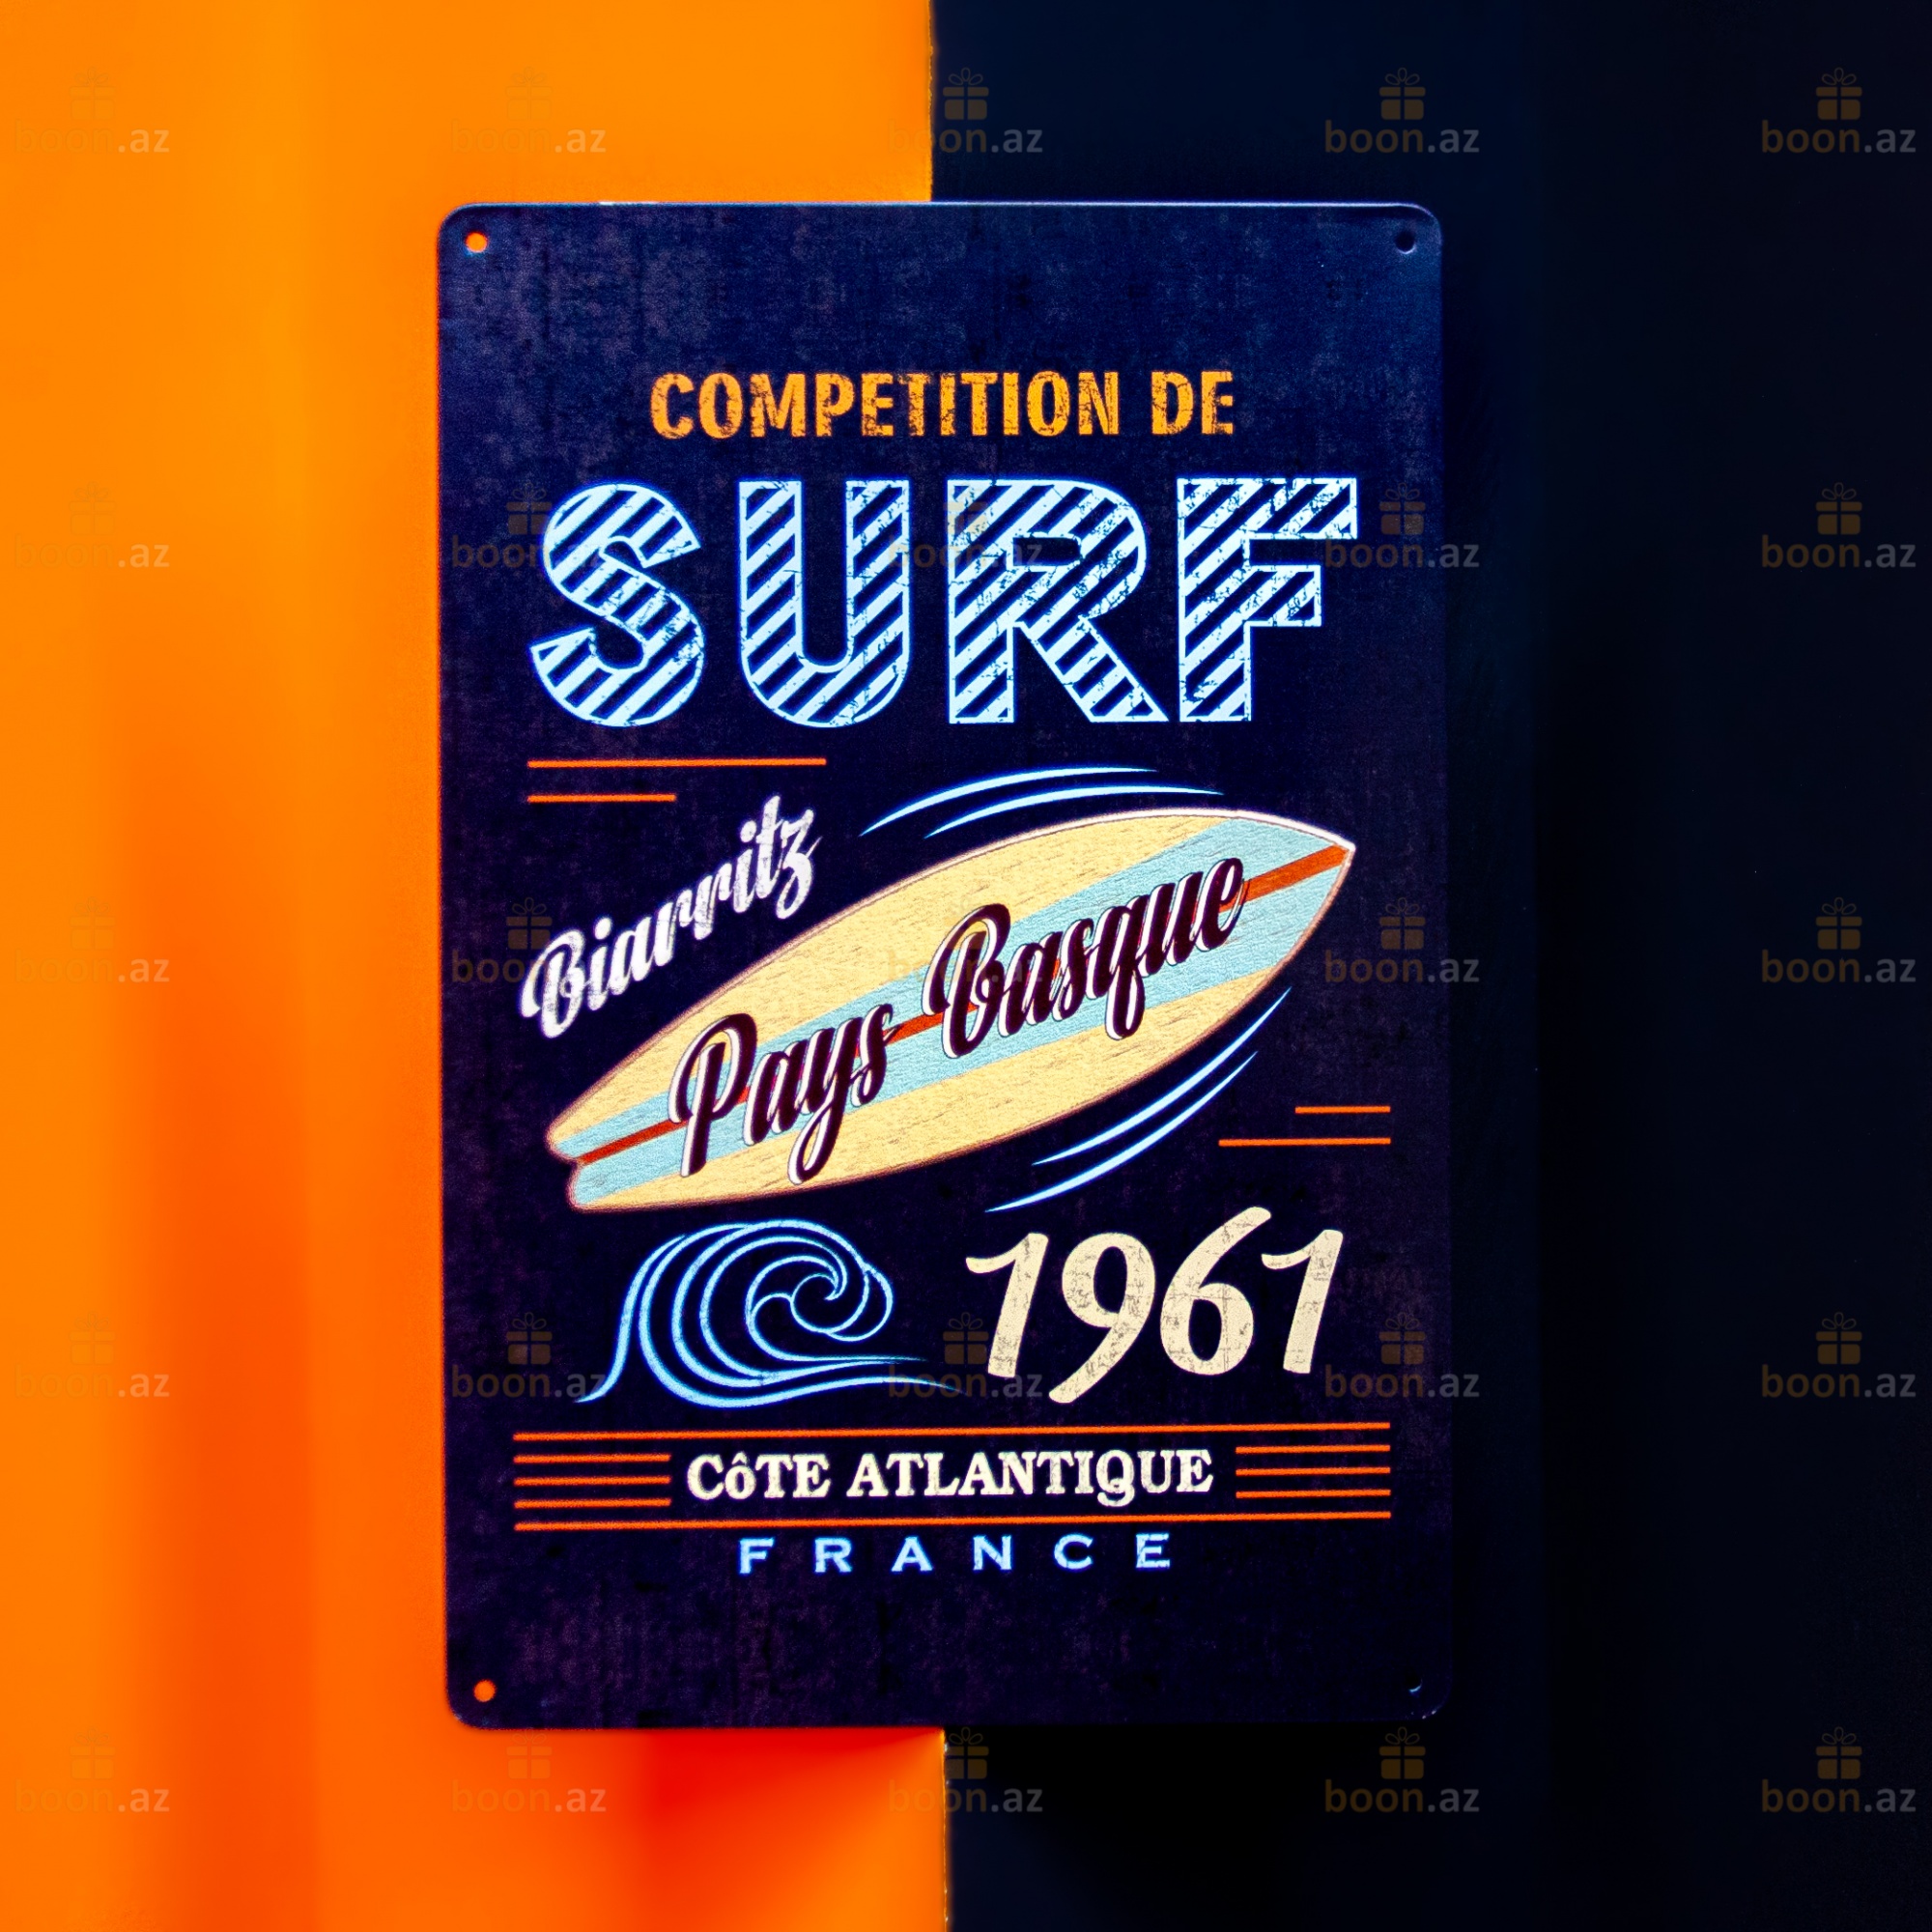 COMPETITION DE
SURF
Biarritz
Pays Basque
1961
CôTE ATLANTIQUE
FRANCE
boon.az